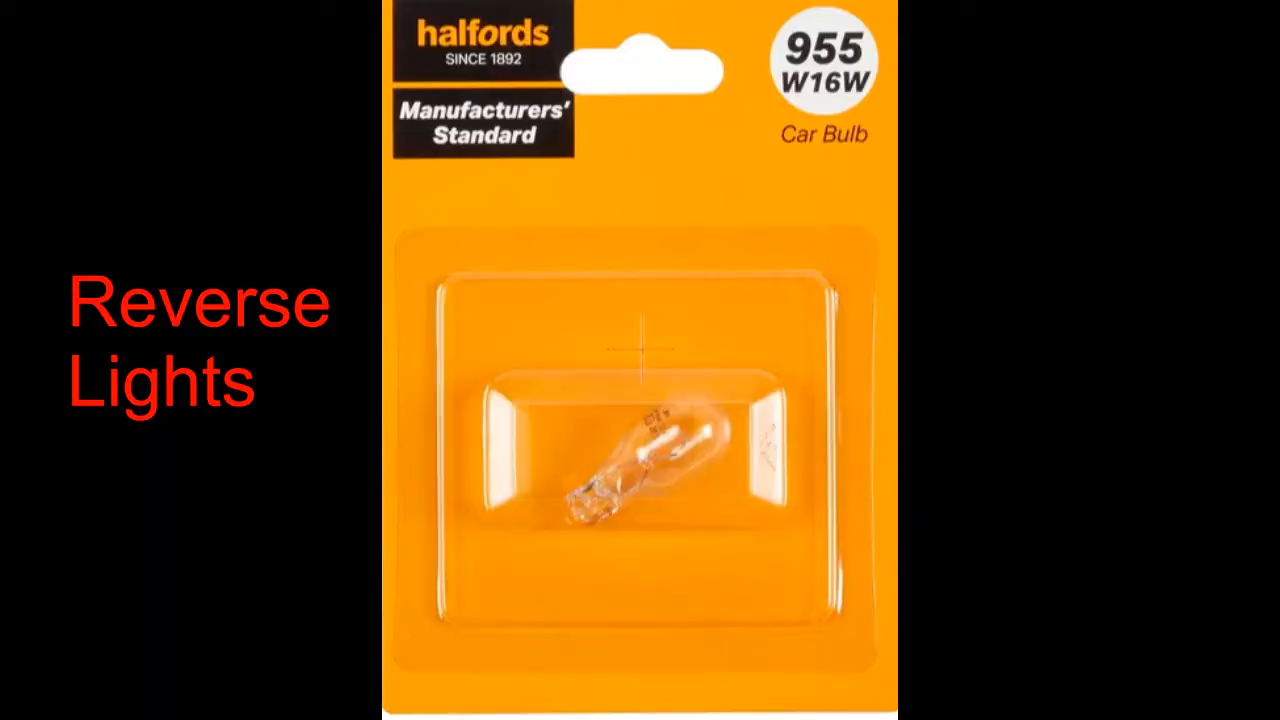 Reverse
Lights
halfords
SINCE 1892
Manufacturers'
Standard
955
W16W
Car Bulb